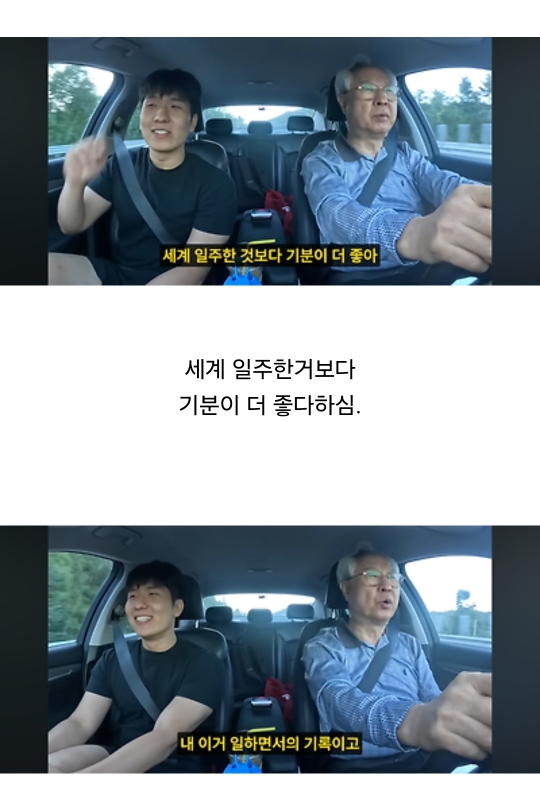 세계 일주한 것보다 기분이 더 좋아
세계 일주한거보다
기분이 더 좋다하심.
내 이거 일하면서의 기록이고